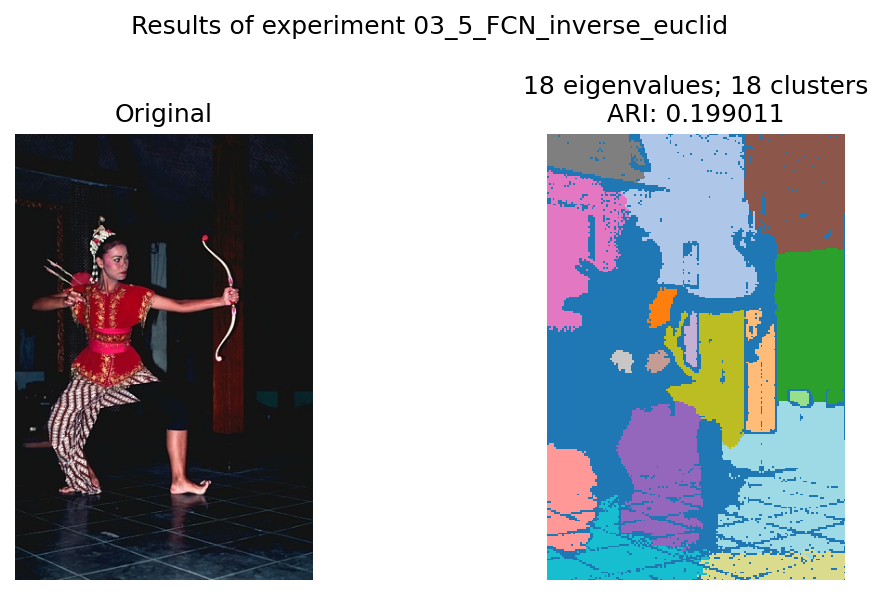 Results of experiment 03_5_FCN_inverse_euclid
Original
18 eigenvalues; 18 clusters
ARI: 0.199011